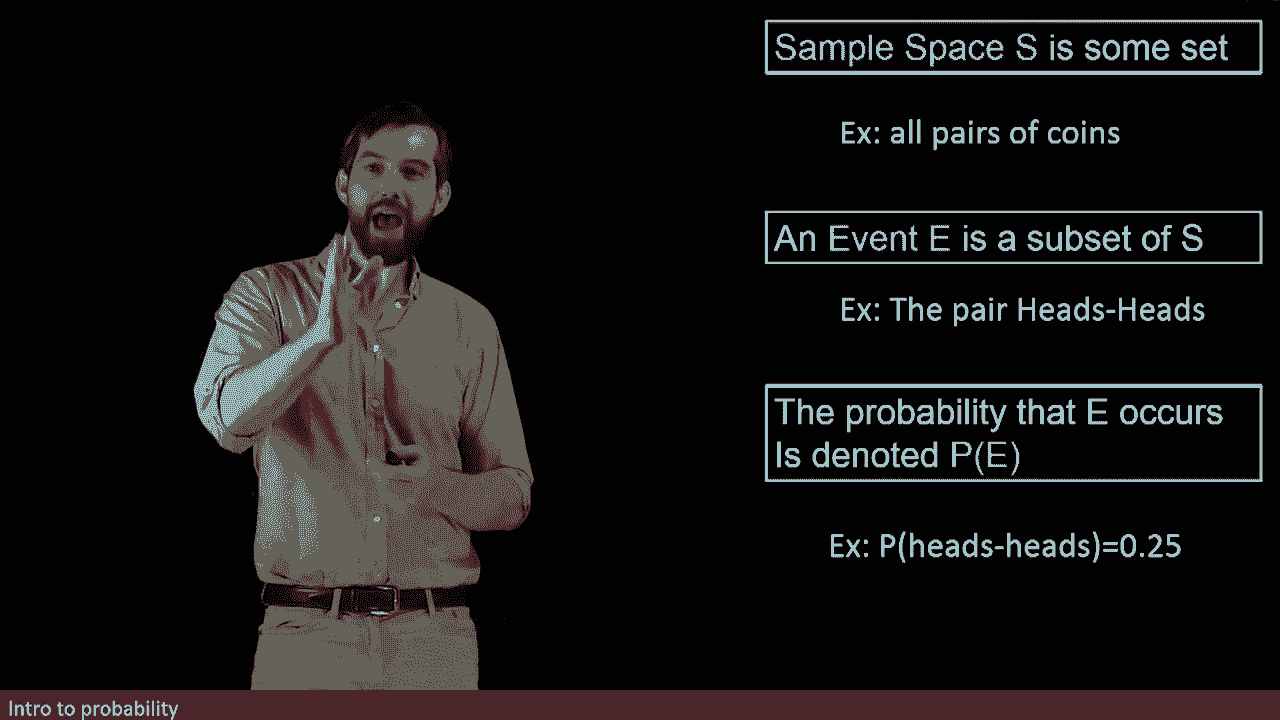 Sample Space S is some set
Ex: all pairs of coins
An Event E is a subset of S
Ex: The pair Heads-Heads
The probability that E occurs
Is denoted P(E)
Ex: P(heads-heads)=0.25
Intro to probability